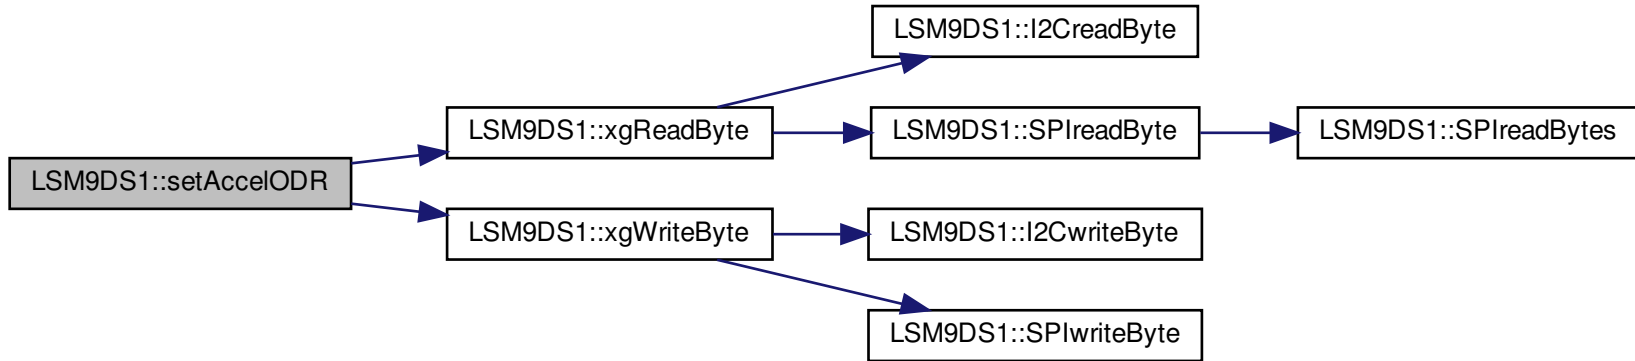 LSM9DS1::I2CreadByte
LSM9DS1::xgReadByte
LSM9DS1::SPIreadByte
LSM9DS1::SPIreadBytes
LSM9DS1::setAccelODR
LSM9DS1::xgWriteByte
LSM9DS1::I2CwriteByte
LSM9DS1::SPIwriteByte